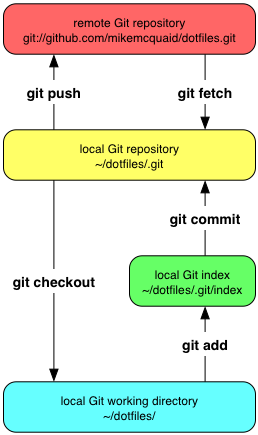 remote Git repository
git://github.com/mikemcquaid/dotfiles.git
git push
git fetch
local Git repository
~/dotfiles/.git
git commit
local Git index
~/dotfiles/.git/index
git checkout
git add
local Git working directory
~/dotfiles/